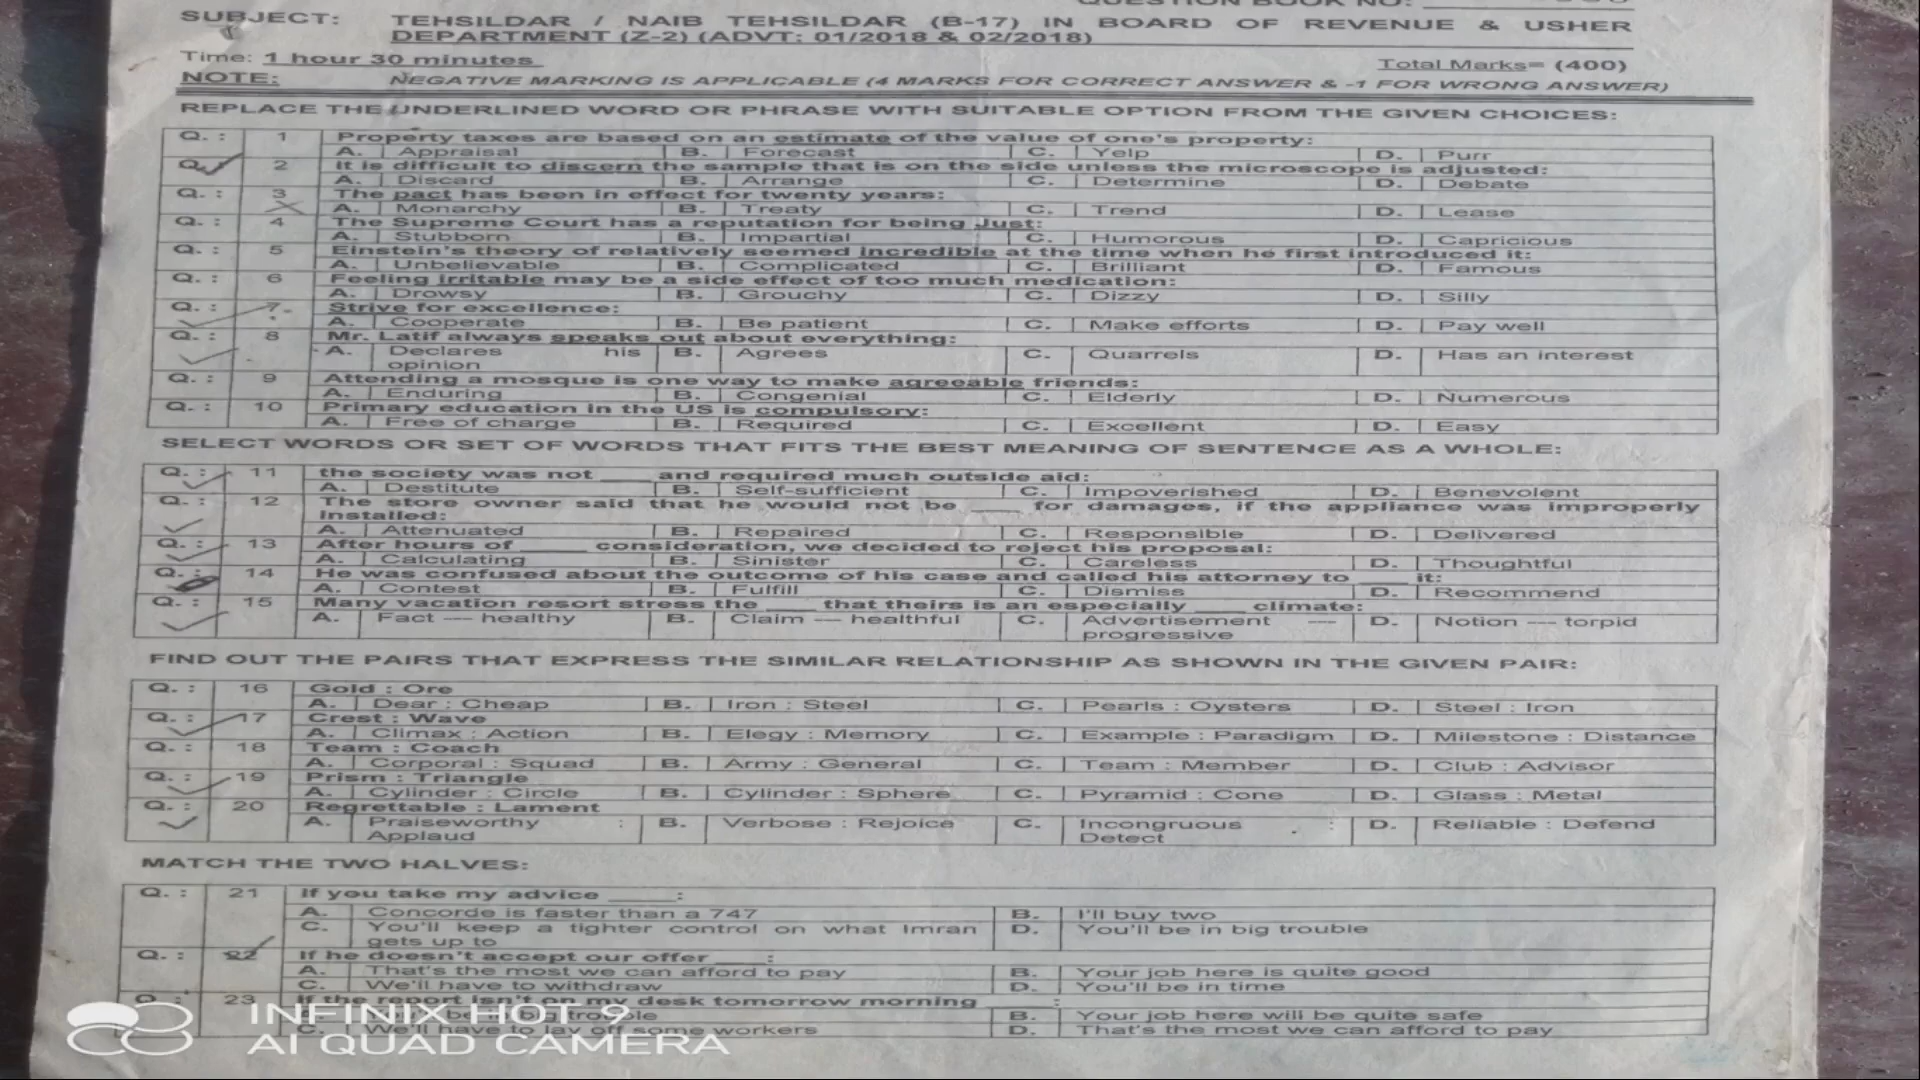 SUBJECT: TEHSILDAR / NAIB TEHSILDAR (B-17) IN BOARD OF REVENUE & USHER
DEPARTMENT (Z-2) (ADVT: 01/2018 & 02/2018)
Time: 1 hour 30 minutes Total Marks= (400)
NOTE: NEGATIVE MARKING IS APPLICABLE (4 MARKS FOR CORRECT ANSWER & -1 FOR WRONG ANSWER)
REPLACE THE UNDERLINED WORD OR PHRASE WITH SUITABLE OPTION FROM THE GIVEN CHOICES:
Q. : 1 Property taxes are based on an estimate of the value of one's property:
A. Appraisal B. Forecast C. Yelp D. Purr
Q. : 2 It is difficult to discern the sample that is on the side unless the microscope is adjusted:
A. Discard B. Arrange C. Determine D. Debate
Q. : 3 The pact has been in effect for twenty years:
A. Monarchy B. Treaty C. Trend D. Lease
Q. : 4 The Supreme Court has a reputation for being Just:
A. Stubborn B. Impartial C. Humorous D. Capricious
Q. : 5 Einstein's theory of relatively seemed incredible at the time when he first introduced it:
A. Unbelievable B. Complicated C. Brilliant D. Famous
Q. : 6 Feeling irritable may be a side effect of too much medication:
A. Drowsy B. Grouchy C. Dizzy D. Silly
Q. : 7 Strive for excellence:
A. Cooperate B. Be patient C. Make efforts D. Pay well
Q. : 8 Mr. Latif always speaks out about everything:
A. Declares his B. Agrees C. Quarrels D. Has an interest
opinion
Q. : 9 Attending a mosque is one way to make agreeable friends:
A. Enduring B. Congenial C. Elderly D. Numerous
Q. : 10 Primary education in the US is compulsory:
A. Free of charge B. Required C. Excellent D. Easy
SELECT WORDS OR SET OF WORDS THAT FITS THE BEST MEANING OF SENTENCE AS A WHOLE:
Q. : 11 the society was not ____ and required much outside aid:
A. Destitute B. Self-sufficient C. Impoverished D. Benevolent
Q. : 12 The store owner said that he would not be ____ for damages, if the appliance was improperly
installed:
A. Attenuated B. Repaired C. Responsible D. Delivered
Q. : 13 After hours of _____ consideration, we decided to reject his proposal:
A. Calculating B. Sinister C. Careless D. Thoughtful
Q. : 14 He was confused about the outcome of his case and called his attorney to ____ it:
A. Contest B. Fulfill C. Dismiss D. Recommend
Q. : 15 Many vacation resort stress the ____ that theirs is an especially ____ climate:
A. Fact --- healthy B. Claim --- healthful C. Advertisement --- D. Notion --- torpid
progressive
FIND OUT THE PAIRS THAT EXPRESS THE SIMILAR RELATIONSHIP AS SHOWN IN THE GIVEN PAIR:
Q. : 16 Gold : Ore
A. Dear : Cheap B. Iron : Steel C. Pearls : Oysters D. Steel : Iron
Q. : 17 Crest : Wave
A. Climax : Action B. Elegy : Memory C. Example : Paradigm D. Milestone : Distance
Q. : 18 Team : Coach
A. Corporal : Squad B. Army : General C. Team : Member D. Club : Advisor
Q. : 19 Prism : Triangle
A. Cylinder : Circle B. Cylinder : Sphere C. Pyramid : Cone D. Glass : Metal
Q. : 20 Regrettable : Lament
A. Praiseworthy : B. Verbose : Rejoice C. Incongruous : D. Reliable : Defend
Applaud Detect
MATCH THE TWO HALVES:
Q. : 21 If you take my advice _____:
A. Concorde is faster than a 747 B. I'll buy two
C. You'll keep a tighter control on what Imran D. You'll be in big trouble
gets up to
Q. : 22 If he doesn't accept our offer ____:
A. That's the most we can afford to pay B. Your job here is quite good
C. We'll have to withdraw D. You'll be in time
Q. : 23 If the report isn't on my desk tomorrow morning _____:
B. Your job here will be quite safe
C. We'll have to lay off some workers D. That's the most we can afford to pay
INFINIX HOT 9
AI QUAD CAMERA